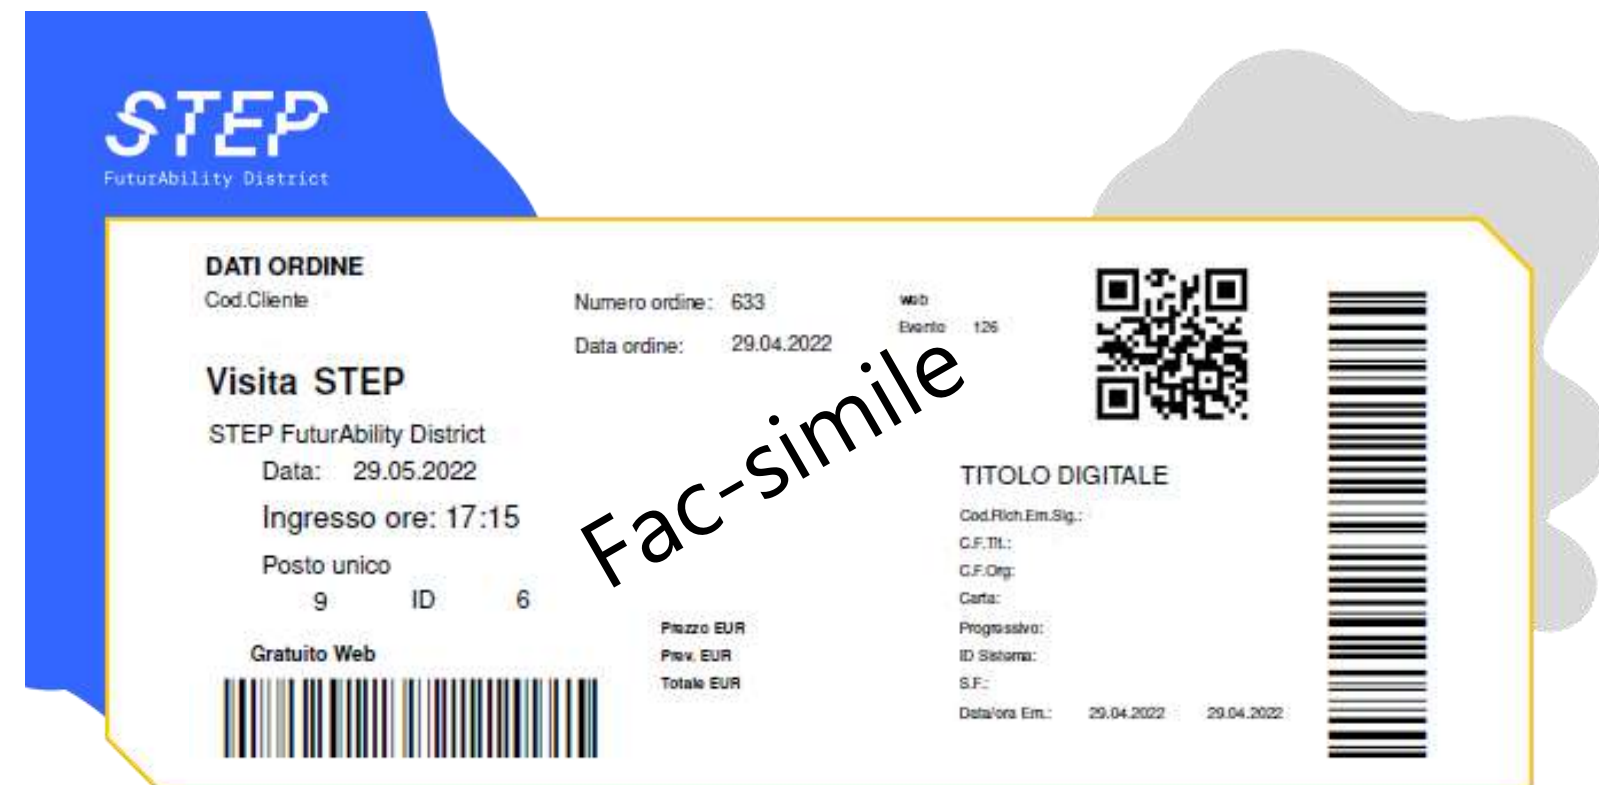 STEP
FuturAbility District
DATI ORDINE
Cod.Cliente
Numero ordine: 633
Data ordine: 29.04.2022
web
Evento 126
Visita STEP
STEP FuturAbility District
Data: 29.05.2022
Ingresso ore: 17:15
Posto unico
9 ID 6
Gratuito Web
Fac-simile
Prezzo EUR
Prev. EUR
Totale EUR
TITOLO DIGITALE
Cod.Rich.Em.Sig.:
C.F.Tit.:
C.F.Org:
Carta:
Progressivo:
ID Sistema:
S.F.:
Data/ora Em.: 29.04.2022 29.04.2022